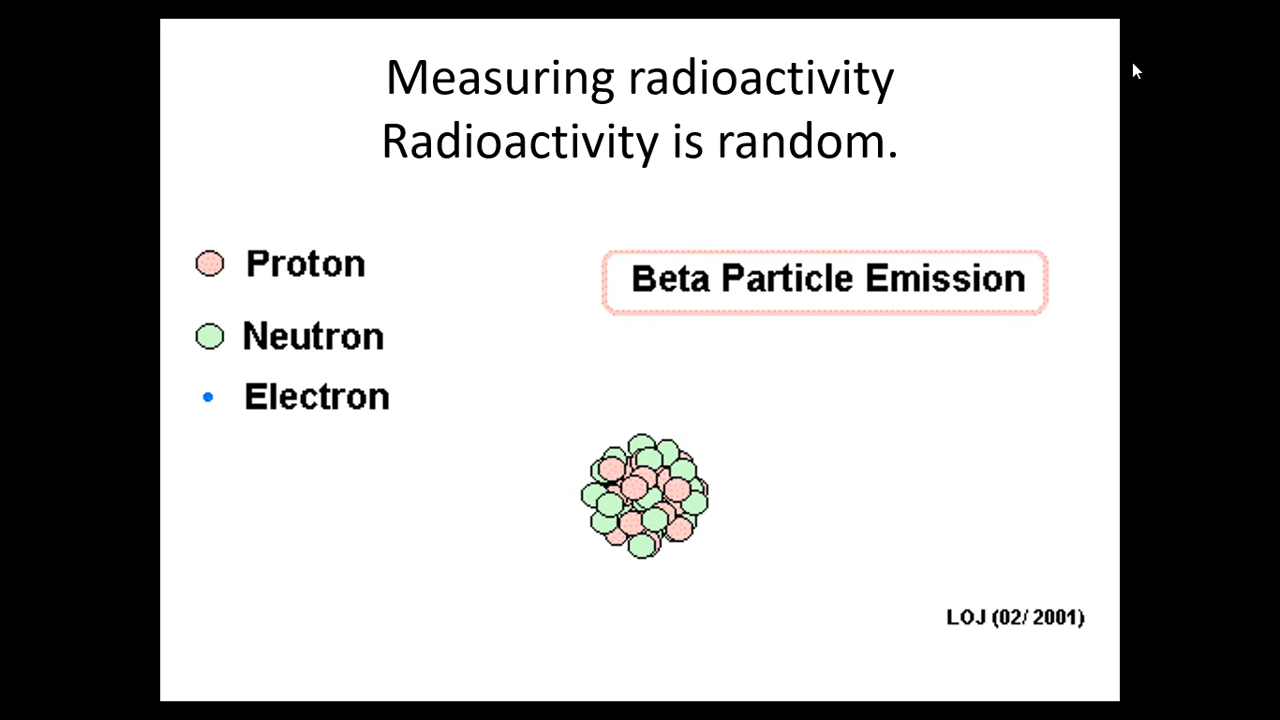 Measuring radioactivity
Radioactivity is random.
Proton
Beta Particle Emission
Neutron
Electron
LOJ (02/ 2001)